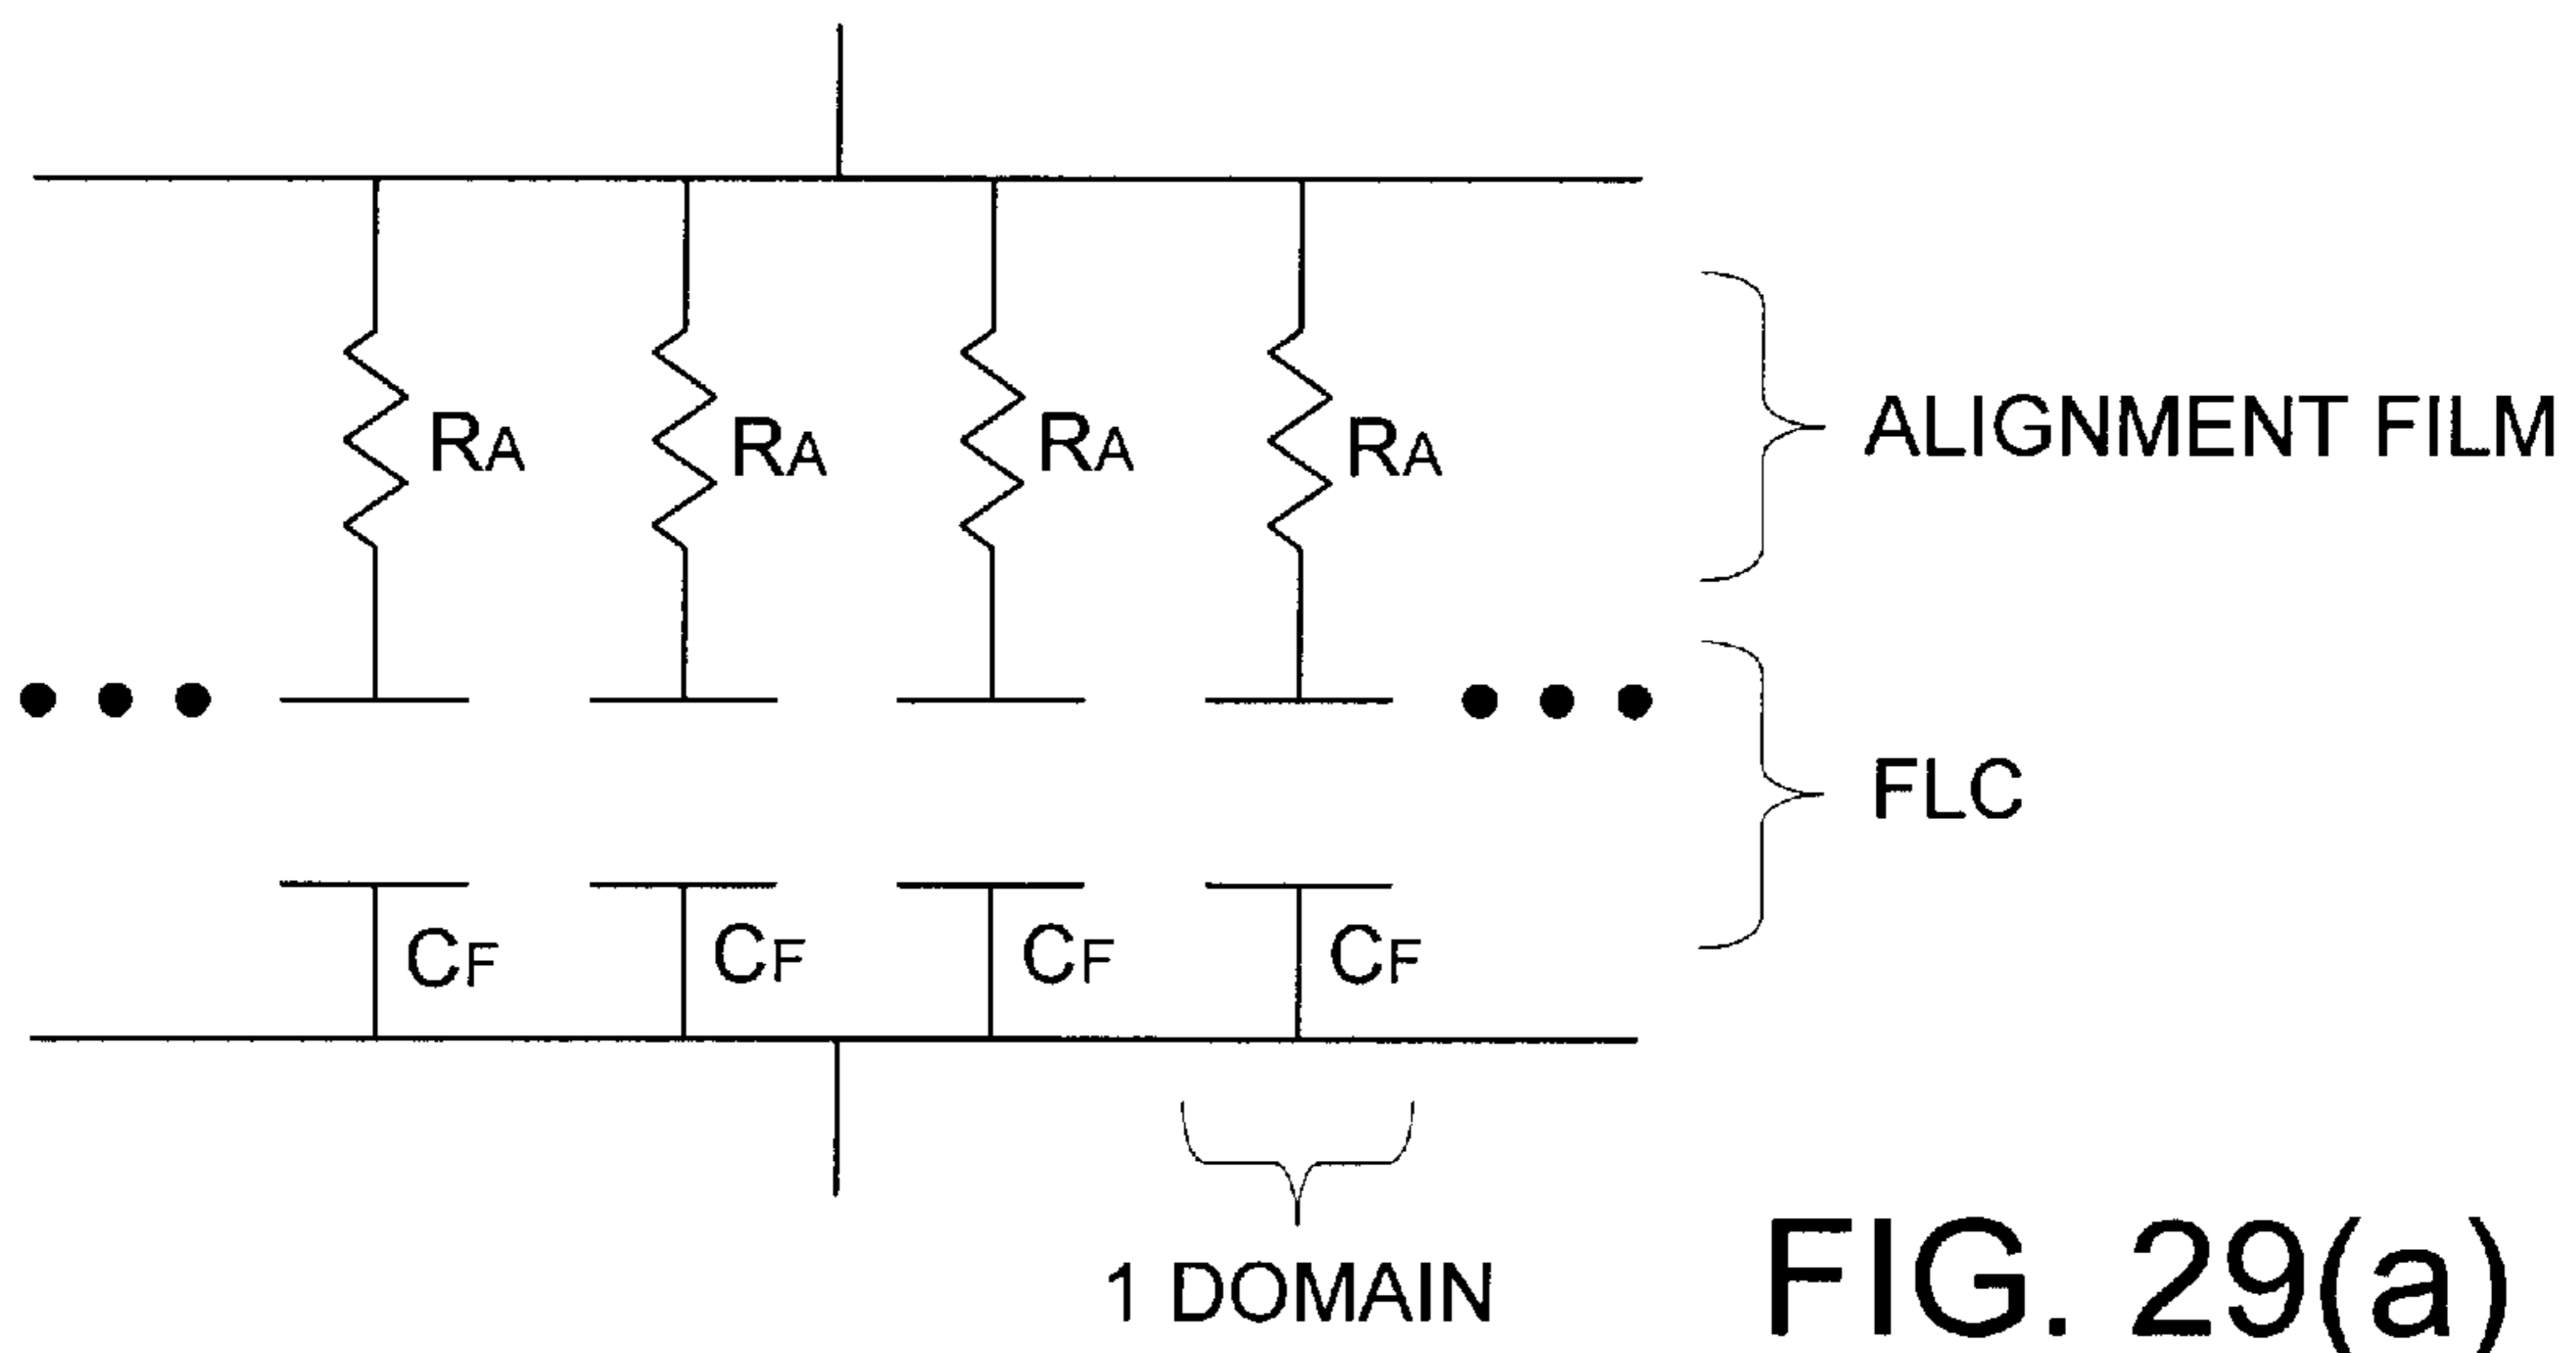 RA RA RA RA
ALIGNMENT FILM
FLC
CF CF CF CF
1 DOMAIN
FIG. 29(a)